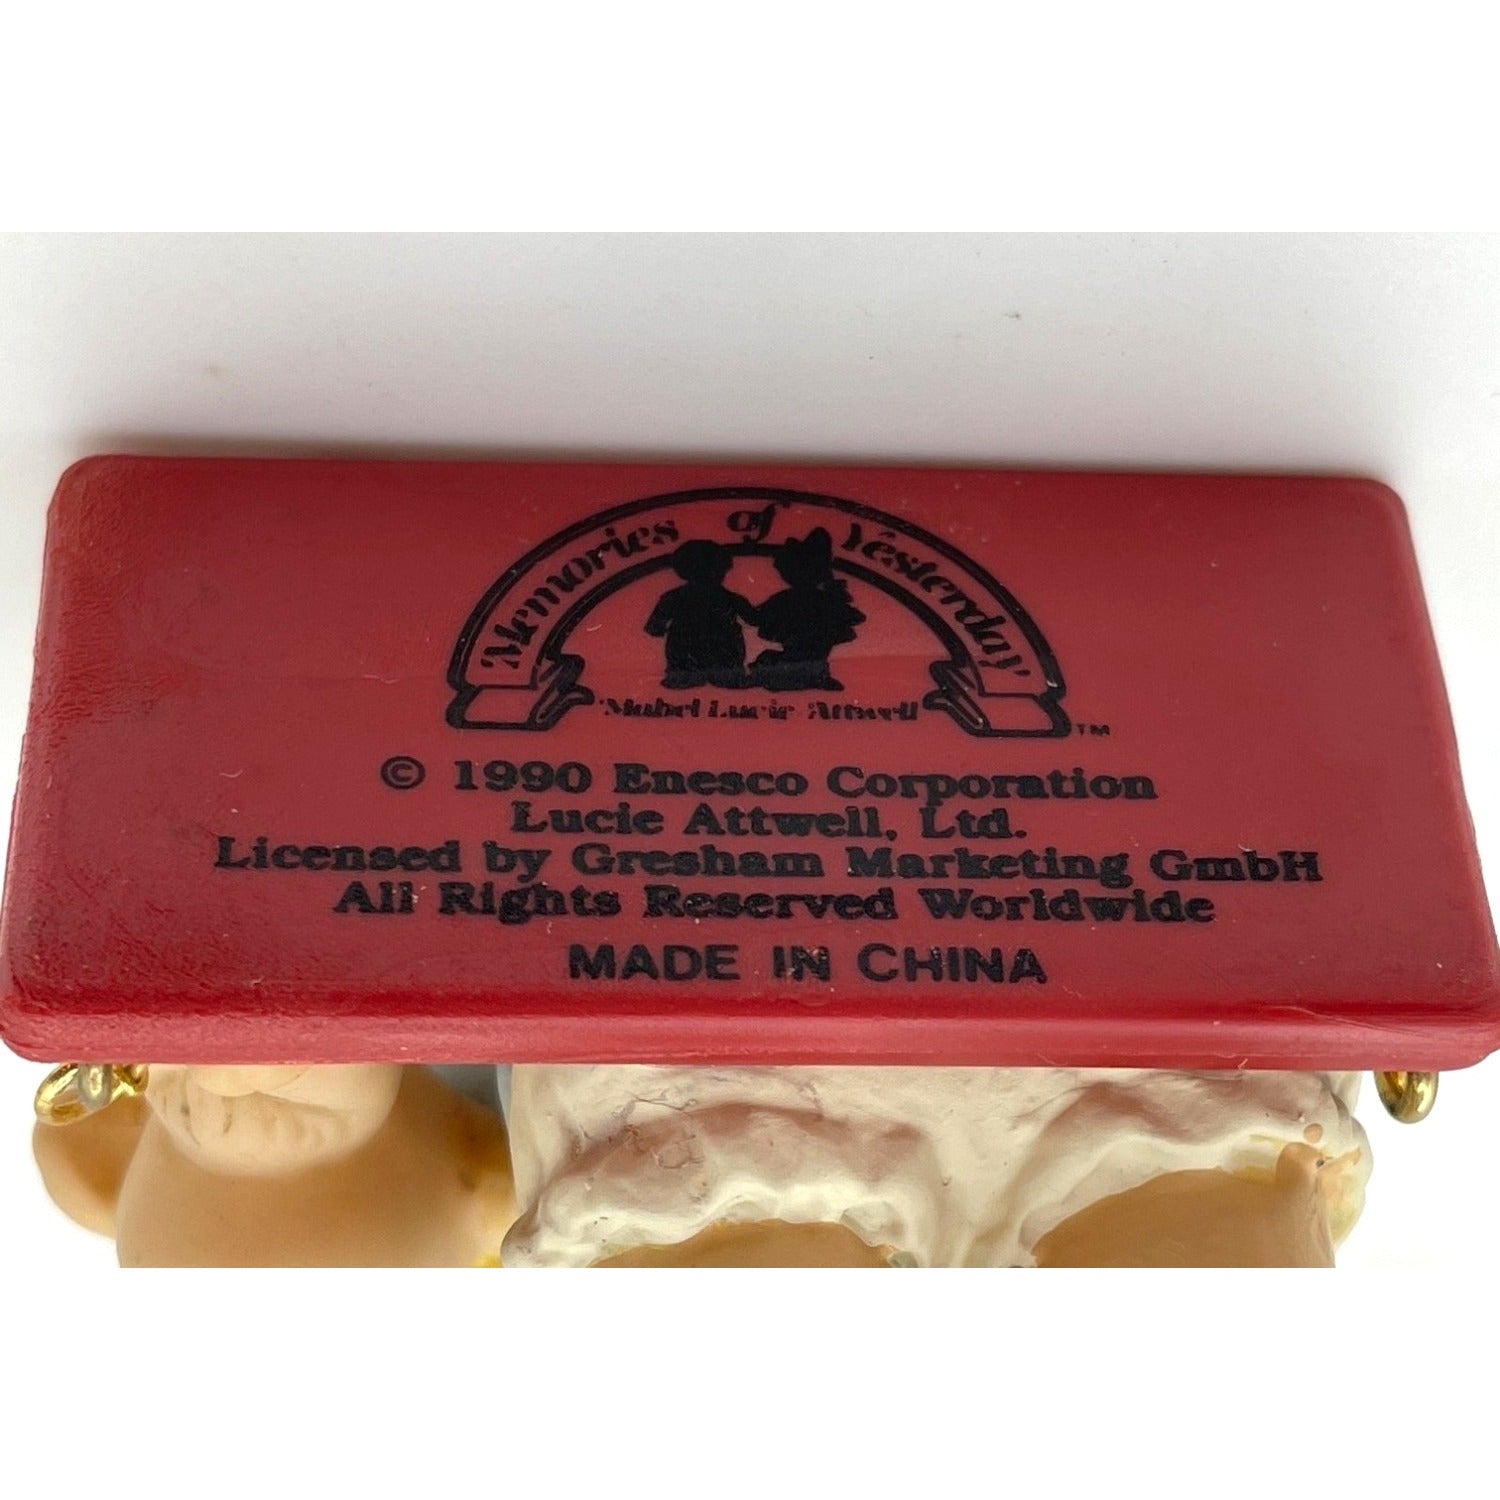 'Memories of Yesterday'
Mabel Lucie Attwell
TM
© 1990 Enesco Corporation
Lucie Attwell, Ltd.
Licensed by Gresham Marketing GmbH
All Rights Reserved Worldwide
MADE IN CHINA